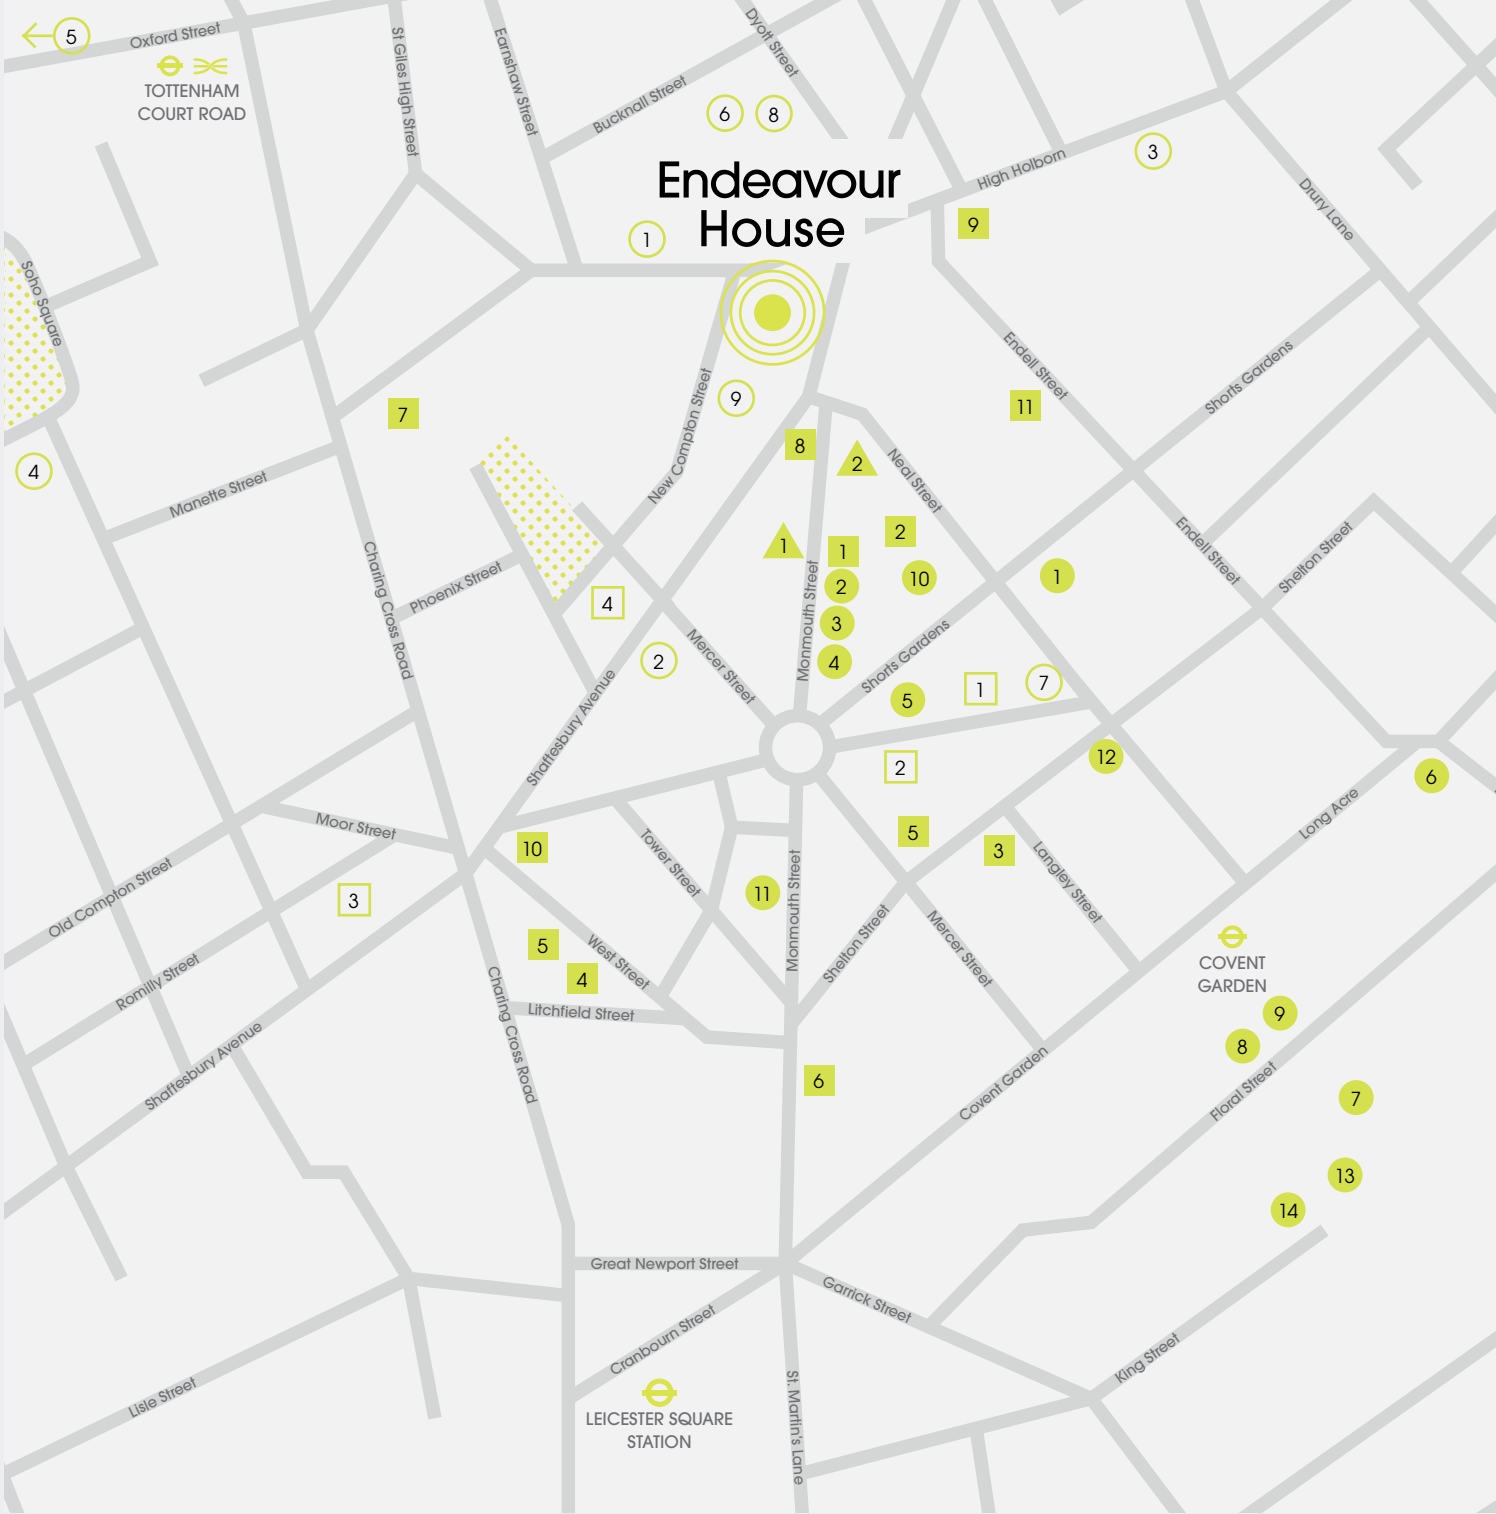 5
Oxford Street
TOTTENHAM
COURT ROAD
St Giles High Street
Earnshaw Street
Bucknall Street
Dyott Street
6
8
3
High Holborn
Drury Lane
Endeavour
House
1
9
Soho Square
Endell Street
Shorts Gardens
New Compton Street
9
11
7
8
2
Neal Street
4
Manette Street
Charing Cross Road
Phoenix Street
1
1
2
Monmouth Street
2
10
1
Endell Street
Shelton Street
4
3
2
Mercer Street
4
Shorts Gardens
5
1
7
Shaftesbury Avenue
2
12
6
Moor Street
10
Tower Street
5
3
Langley Street
Long Acre
Old Compton Street
3
11
Monmouth Street
Shelton Street
Mercer Street
COVENT
GARDEN
Romilly Street
5
4
West Street
Litchfield Street
Charing Cross Road
9
8
Shaftesbury Avenue
6
Covent Garden
Floral Street
7
13
14
Great Newport Street
Garrick Street
Cranbourn Street
King Street
Lisle Street
St. Martin's Lane
LEICESTER SQUARE
STATION